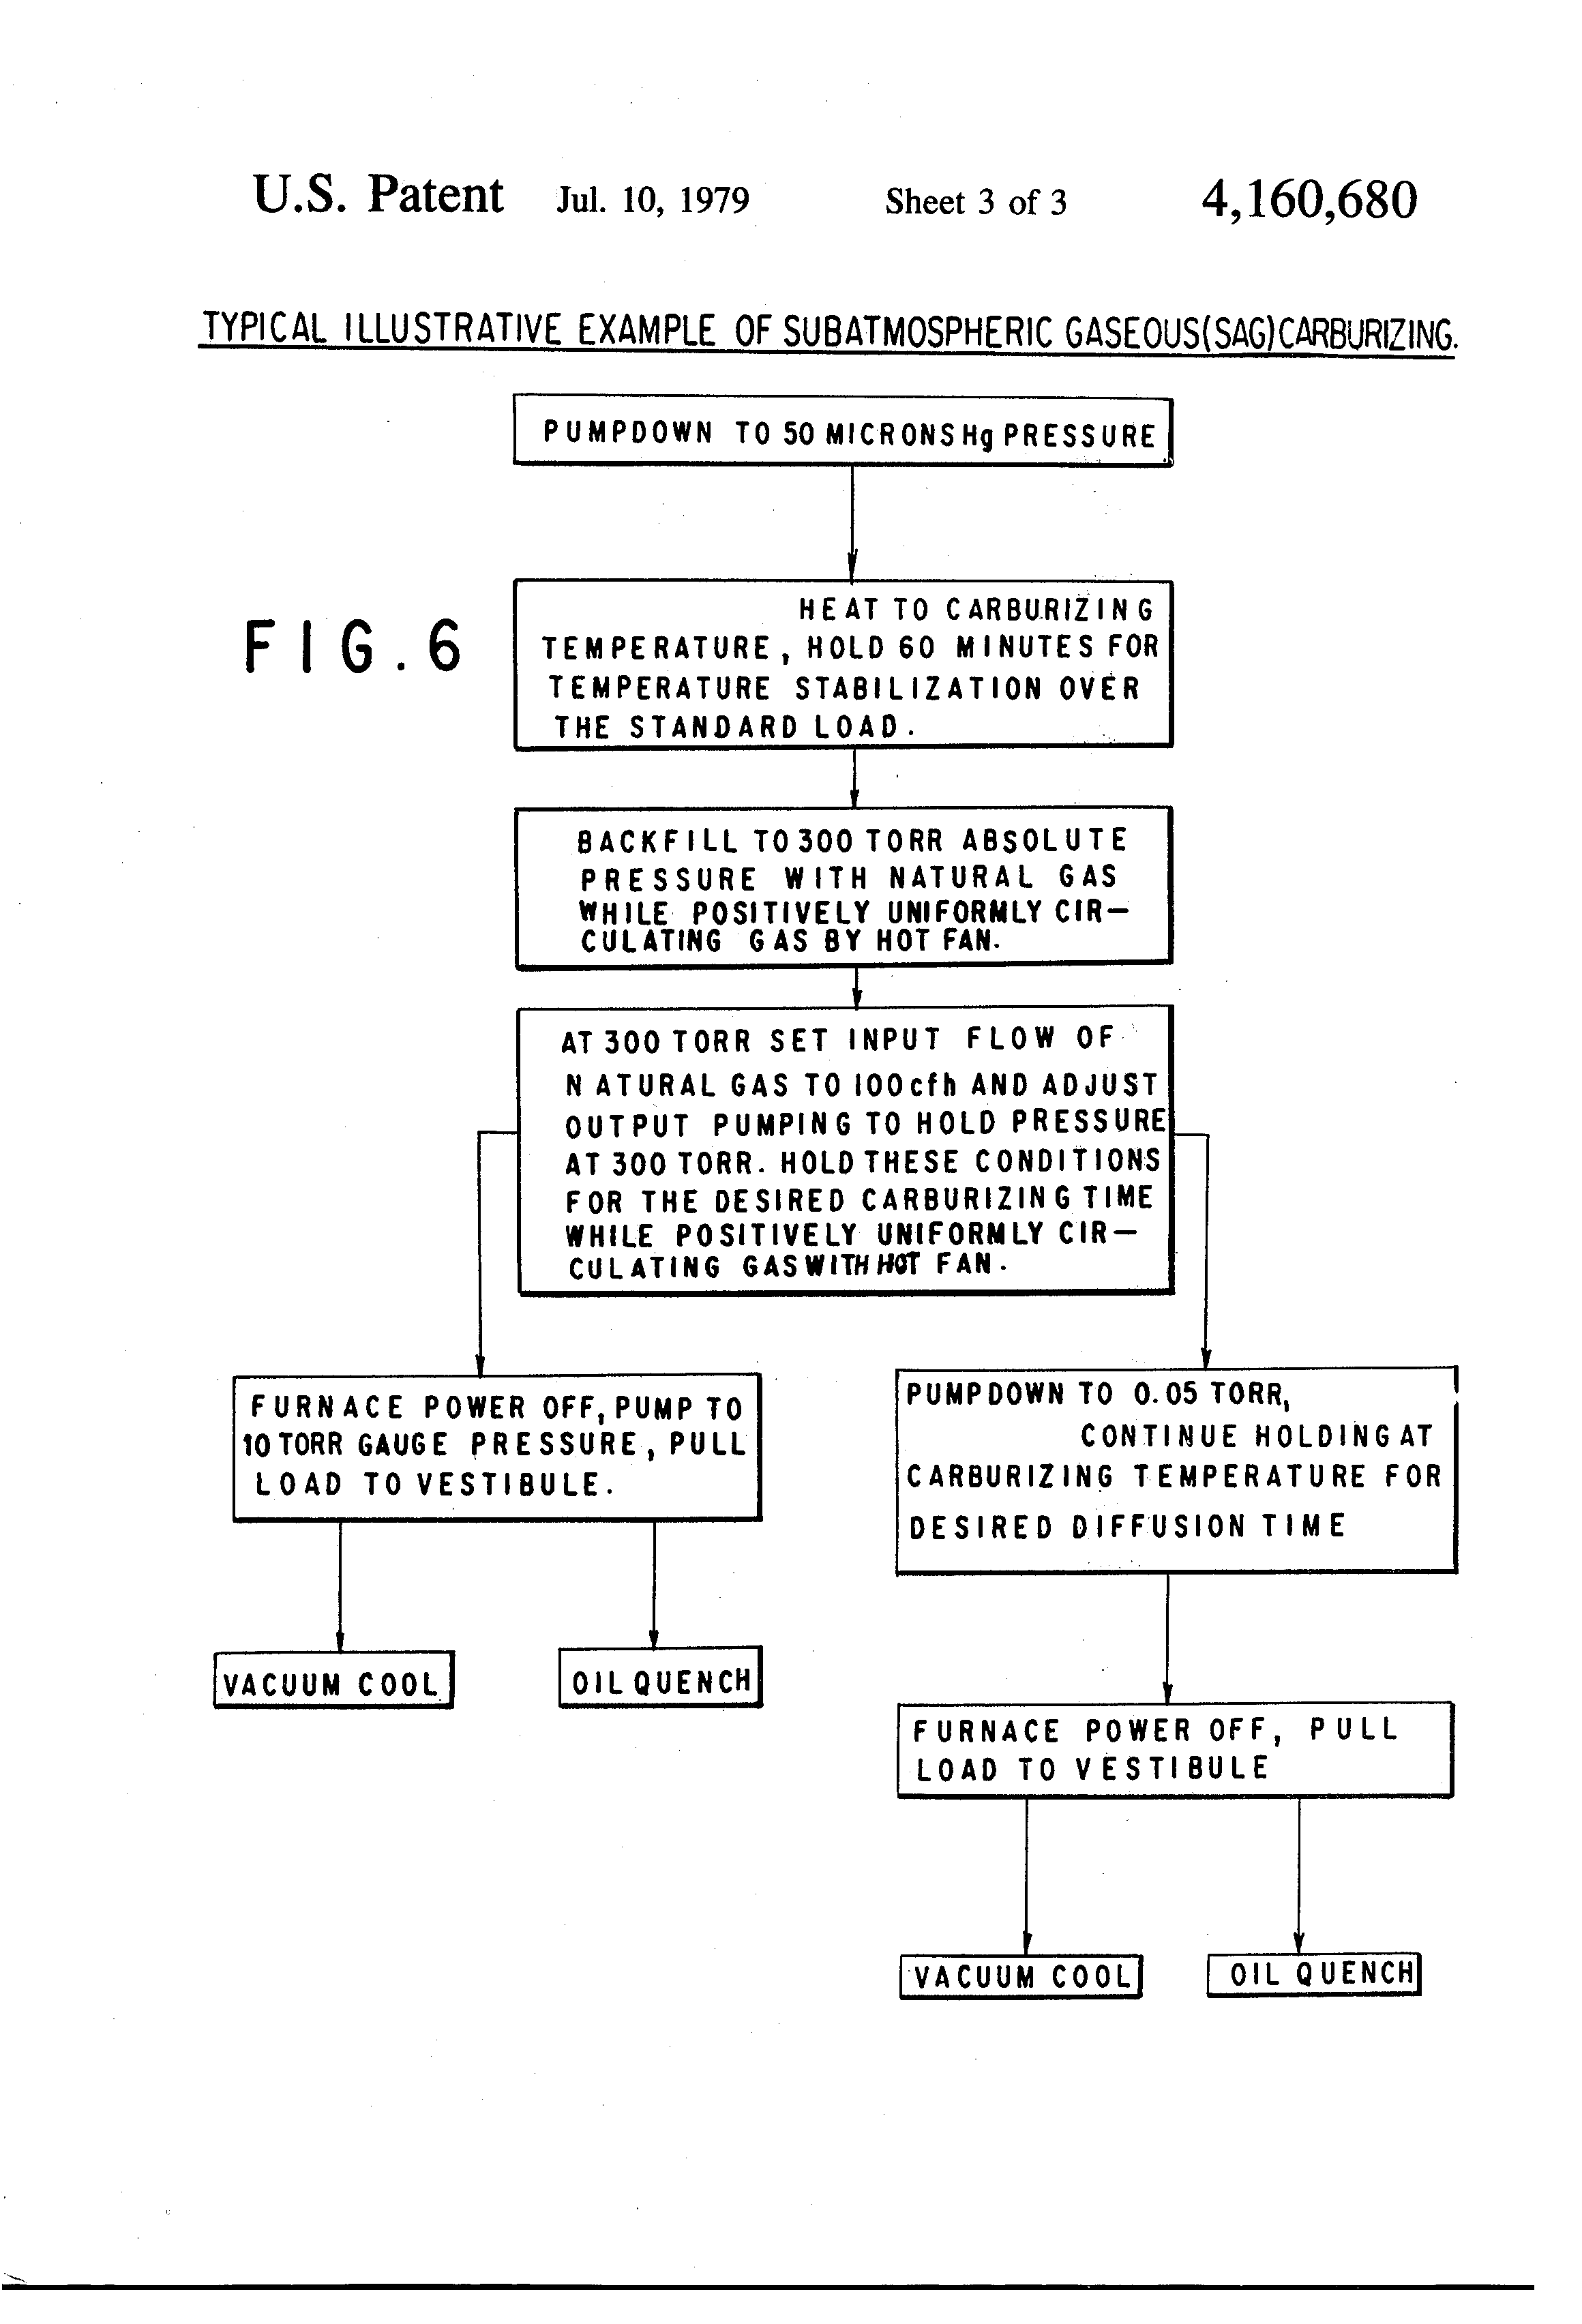 U.S. Patent Jul. 10, 1979 Sheet 3 of 3 4,160,680
TYPICAL ILLUSTRATIVE EXAMPLE OF SUBATMOSPHERIC GASEOUS(SAG)CARBURIZING.
PUMPDOWN TO 50 MICRONS Hg PRESSURE
FIG. 6
HEAT TO CARBURIZING
TEMPERATURE, HOLD 60 MINUTES FOR
TEMPERATURE STABILIZATION OVER
THE STANDARD LOAD.
BACKFILL TO 300 TORR ABSOLUTE
PRESSURE WITH NATURAL GAS
WHILE POSITIVELY UNIFORMLY CIR-
CULATING GAS BY HOT FAN.
AT 300 TORR SET INPUT FLOW OF
NATURAL GAS TO 100cfh AND ADJUST
OUTPUT PUMPING TO HOLD PRESSURE
AT 300 TORR. HOLD THESE CONDITIONS
FOR THE DESIRED CARBURIZING TIME
WHILE POSITIVELY UNIFORMLY CIR-
CULATING GAS WITH HOT FAN.
FURNACE POWER OFF, PUMP TO
10 TORR GAUGE PRESSURE, PULL
LOAD TO VESTIBULE.
VACUUM COOL
OIL QUENCH
PUMPDOWN TO 0.05 TORR,
CONTINUE HOLDING AT
CARBURIZING TEMPERATURE FOR
DESIRED DIFFUSION TIME
FURNACE POWER OFF, PULL
LOAD TO VESTIBULE
VACUUM COOL
OIL QUENCH